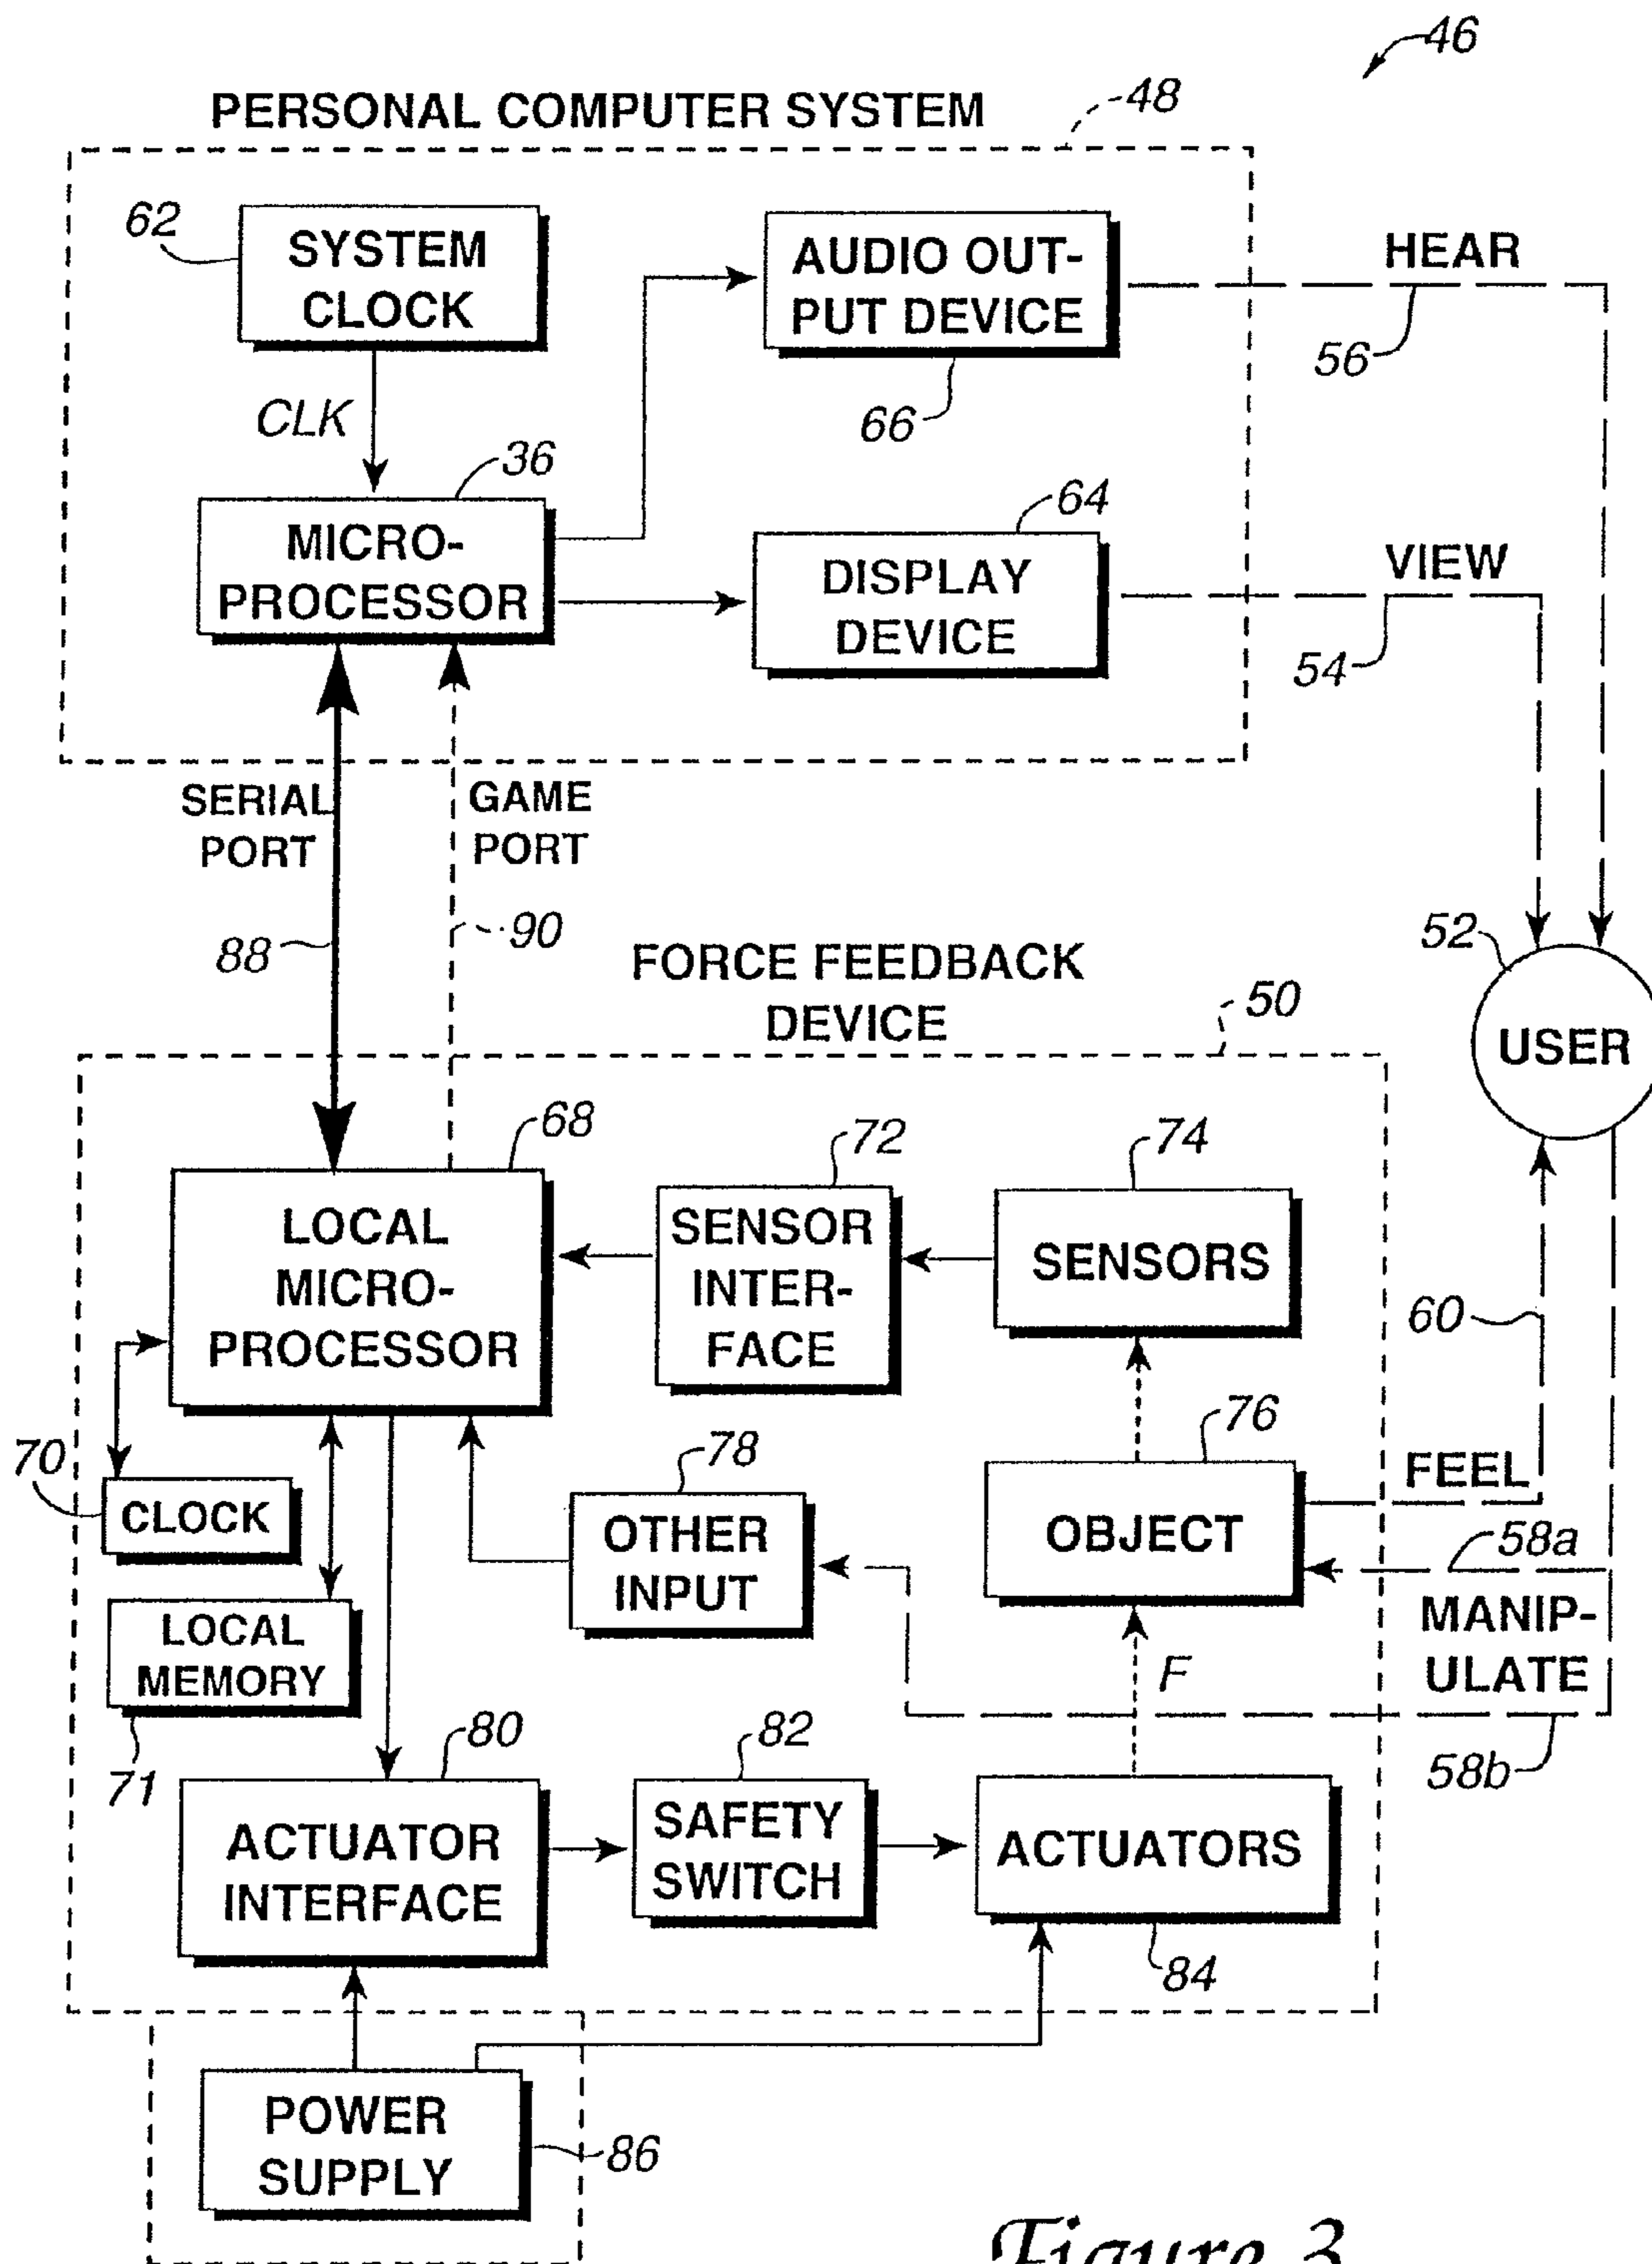 46
PERSONAL COMPUTER SYSTEM
48
62
SYSTEM
CLOCK
AUDIO OUT-
PUT DEVICE
HEAR
56
66
CLK
36
MICRO-
PROCESSOR
64
DISPLAY
DEVICE
VIEW
54
SERIAL
PORT
GAME
PORT
88
90
FORCE FEEDBACK
DEVICE
50
52
USER
68
LOCAL
MICRO-
PROCESSOR
72
SENSOR
INTER-
FACE
74
SENSORS
60
70
CLOCK
78
OTHER
INPUT
76
OBJECT
FEEL
58a
MANIP-
ULATE
58b
LOCAL
MEMORY
71
F
80
ACTUATOR
INTERFACE
82
SAFETY
SWITCH
ACTUATORS
84
POWER
SUPPLY
86
Figure 3